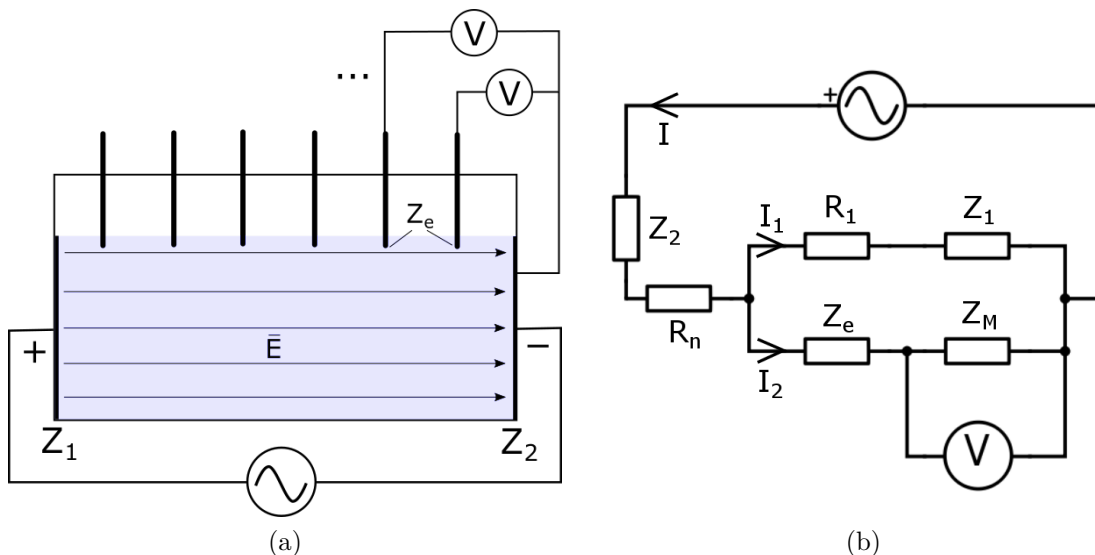 V
V
...
Z_e
+
Ē
−
Z_1
Z_2
(a)
+
I
Z_2
R_n
I_1
R_1
Z_1
I_2
Z_e
Z_M
V
(b)